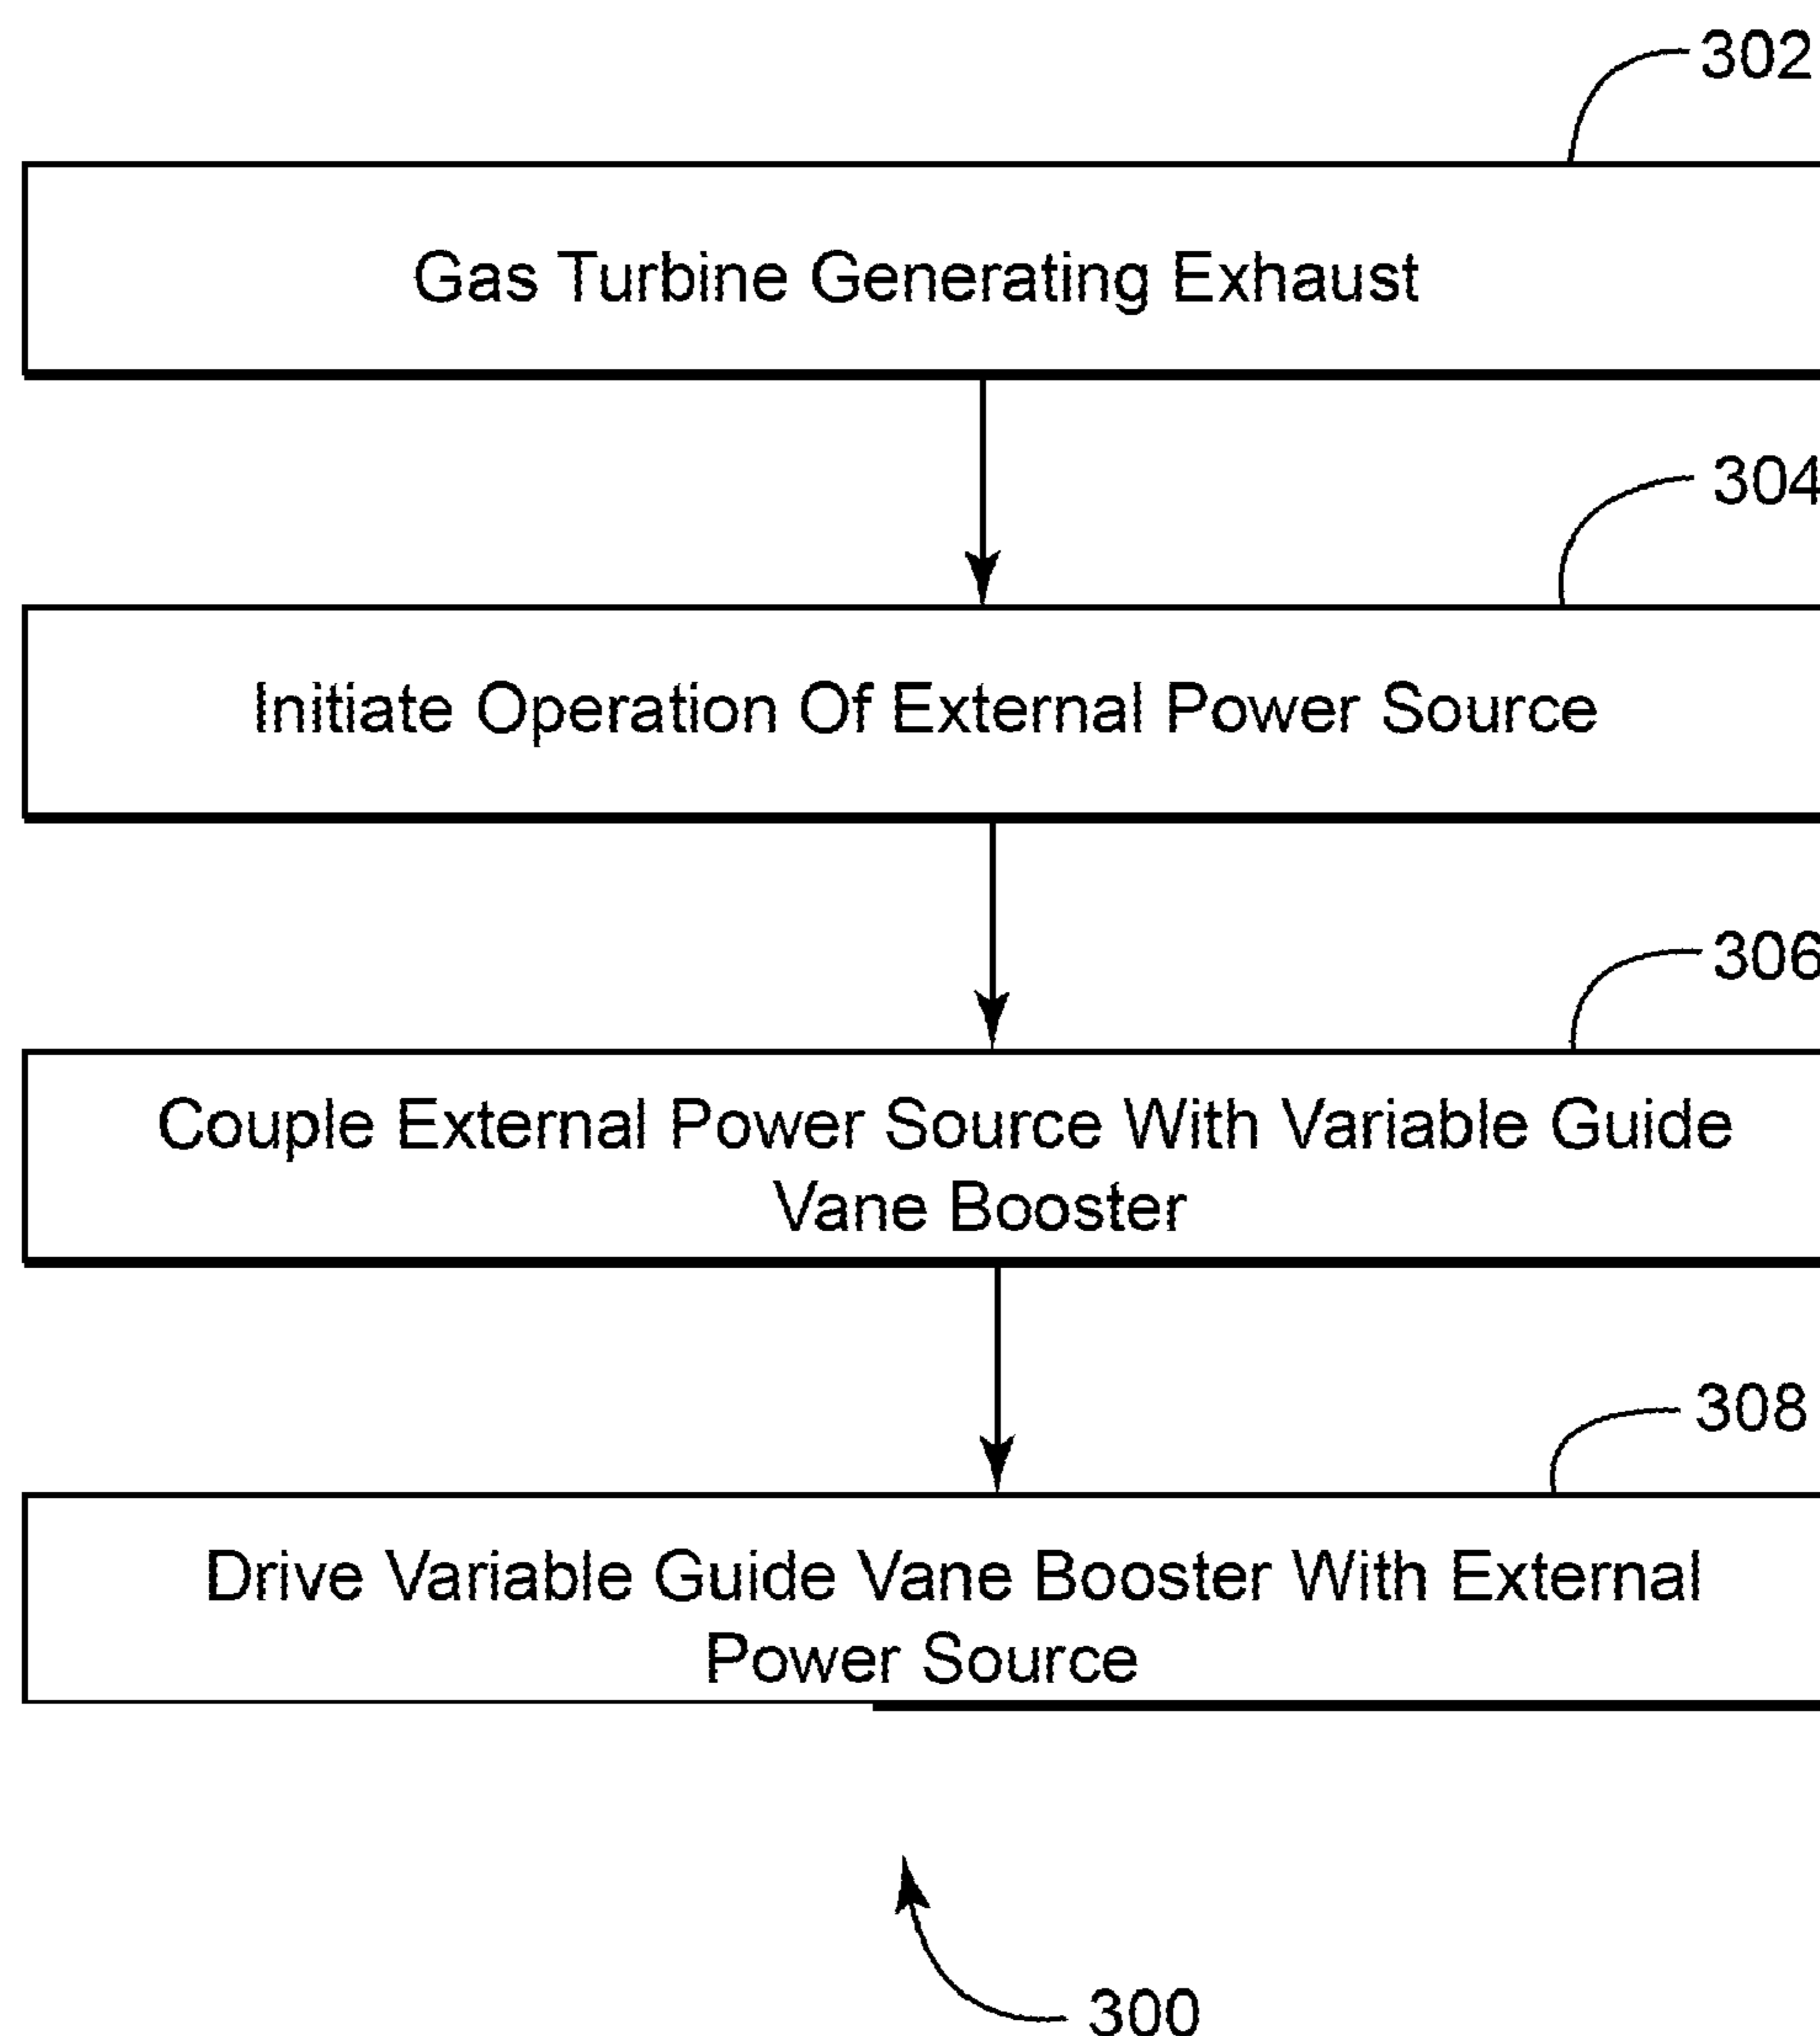 302
Gas Turbine Generating Exhaust
304
Initiate Operation Of External Power Source
306
Couple External Power Source With Variable Guide
Vane Booster
308
Drive Variable Guide Vane Booster With External
Power Source
300